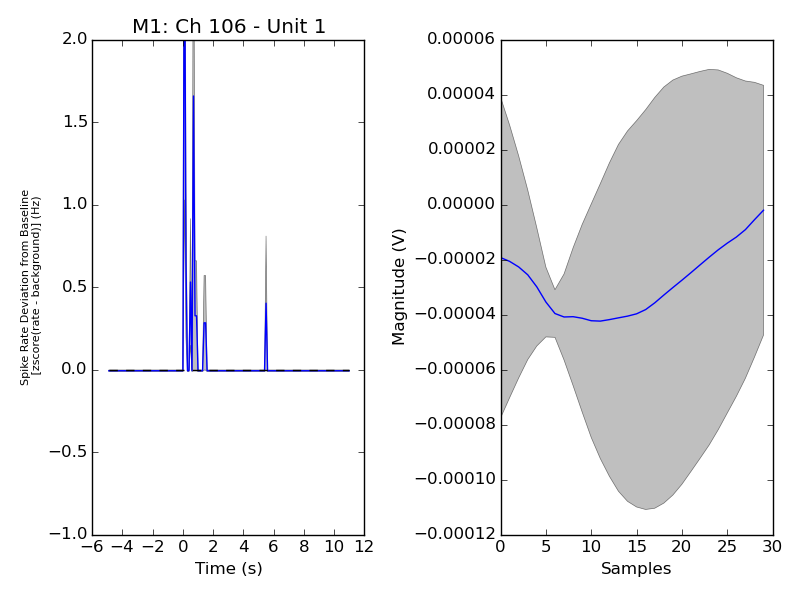 M1: Ch 106 - Unit 1
2.0
1.5
1.0
0.5
0.0
−0.5
−1.0
−6 −4 −2 0 2 4 6 8 10 12
Time (s)
Spike Rate Deviation from Baseline
[zscore(rate - background)] (Hz)
0.00006
0.00004
0.00002
0.00000
−0.00002
−0.00004
−0.00006
−0.00008
−0.00010
−0.00012
0 5 10 15 20 25 30
Samples
Magnitude (V)